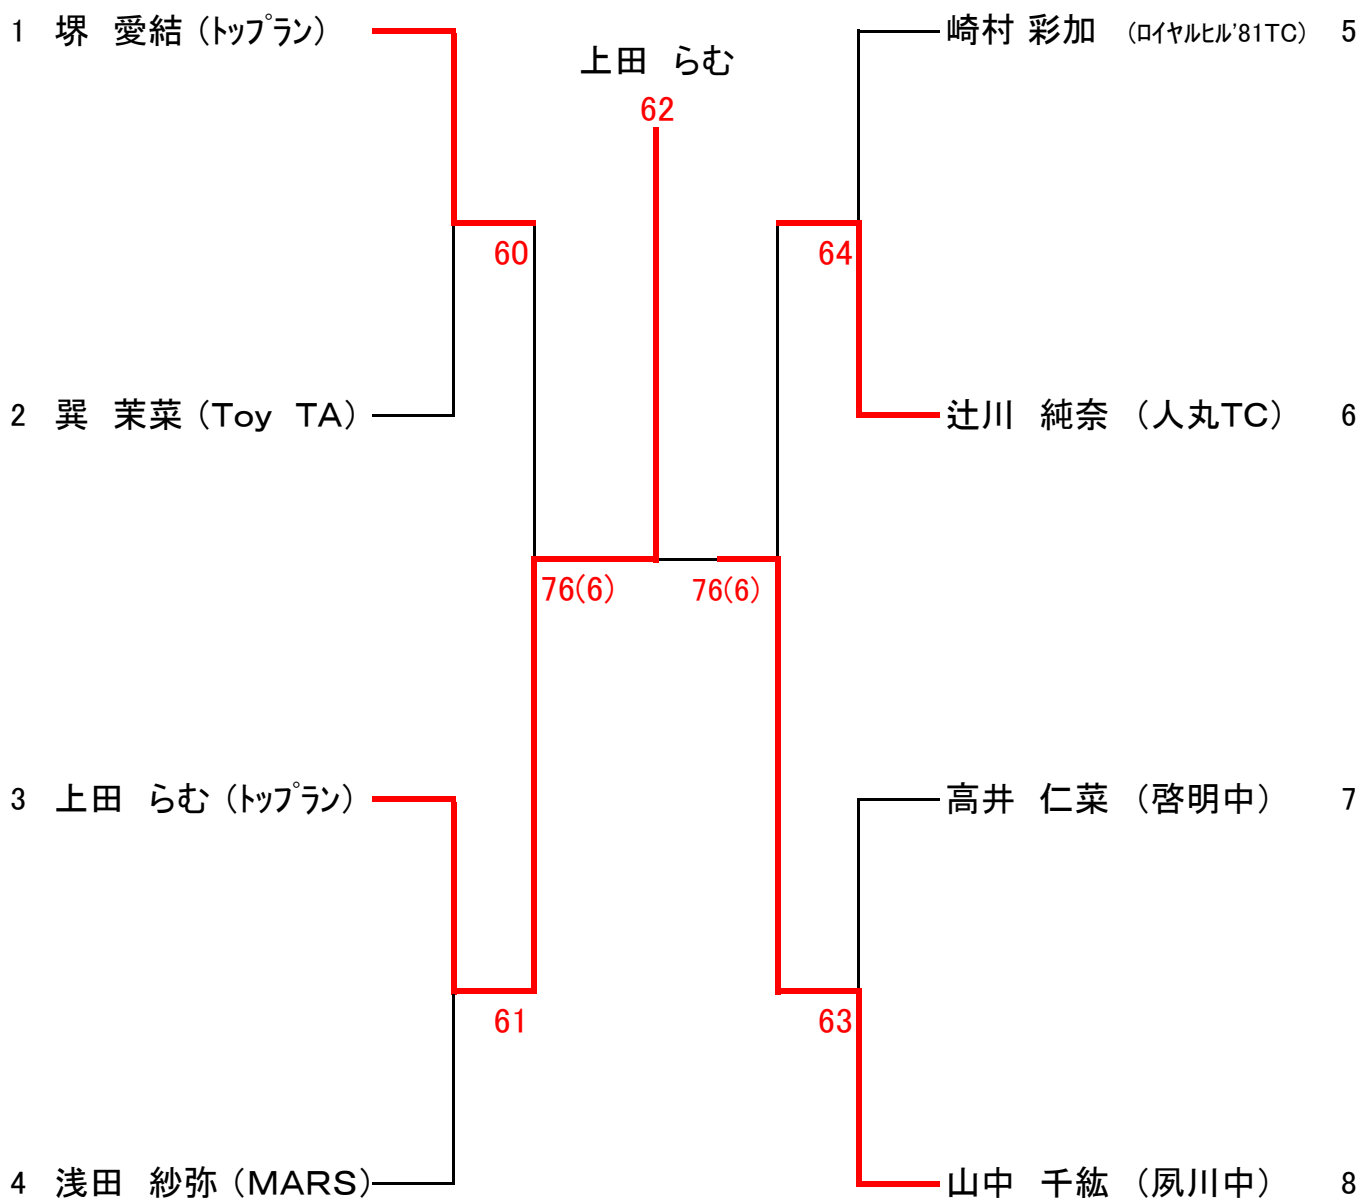 1 堺 愛結 (トップラン)
崎村 彩加 (ロイヤルヒル'81TC) 5
上田 らむ
62
60
64
2 巽 茉菜 (Toy TA)
辻川 純奈 (人丸TC) 6
76(6)
76(6)
3 上田 らむ (トップラン)
高井 仁菜 (啓明中) 7
61
63
4 浅田 紗弥 (MARS)
山中 千紘 (夙川中) 8